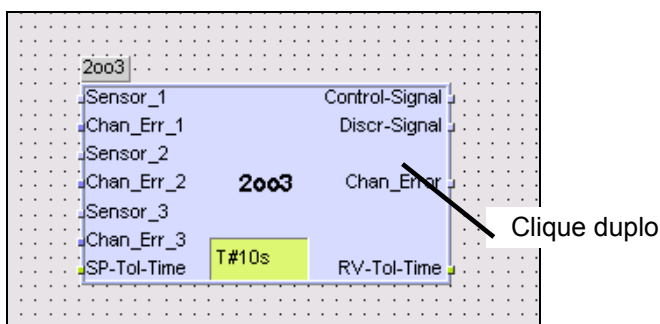 2oo3
Sensor_1 Control-Signal
Chan_Err_1 Discr-Signal
Sensor_2
Chan_Err_2 2oo3 Chan_Error
Sensor_3
Chan_Err_3
SP-Tol-Time T#10s RV-Tol-Time
Clique duplo